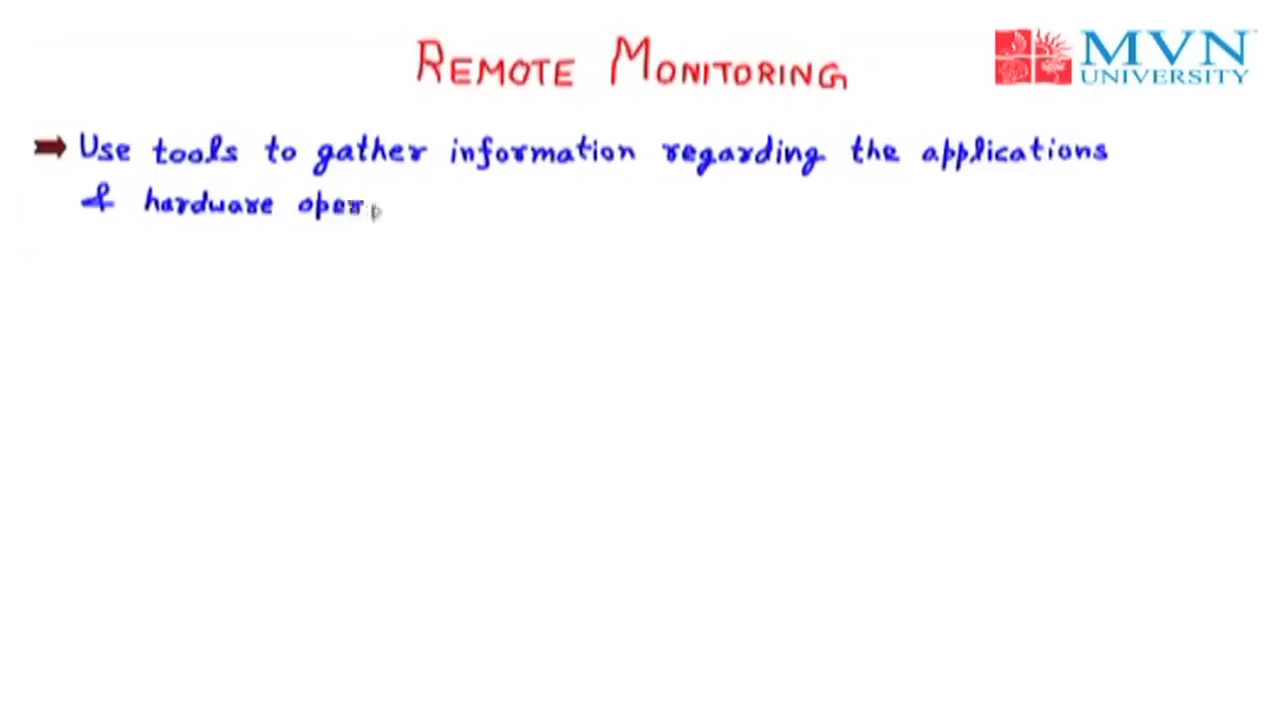 REMOTE MONITORING
MVN
UNIVERSITY
Use tools to gather information regarding the applications
& hardware oper